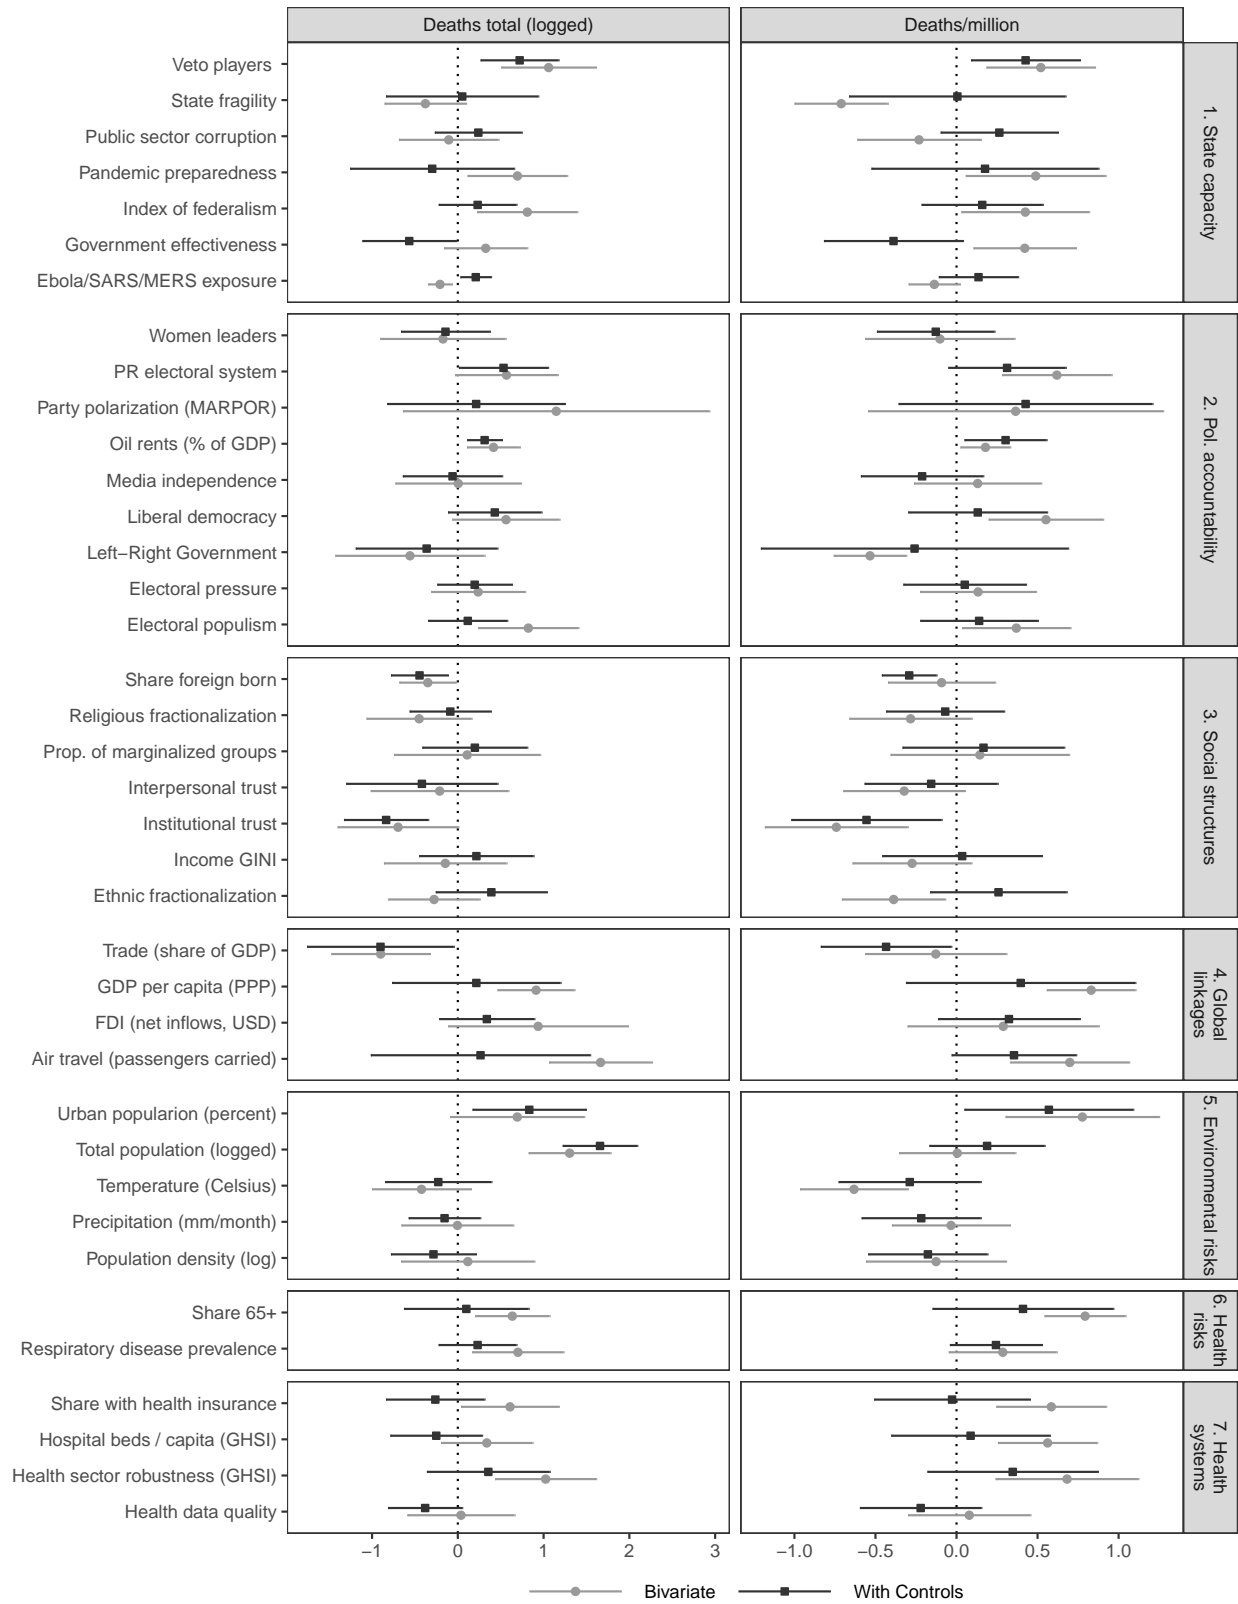 Deaths total (logged)
Deaths/million
Veto players
State fragility
Public sector corruption
Pandemic preparedness
Index of federalism
Government effectiveness
Ebola/SARS/MERS exposure
1. State capacity
Women leaders
PR electoral system
Party polarization (MARPOR)
Oil rents (% of GDP)
Media independence
Liberal democracy
Left−Right Government
Electoral pressure
Electoral populism
2. Pol. accountability
Share foreign born
Religious fractionalization
Prop. of marginalized groups
Interpersonal trust
Institutional trust
Income GINI
Ethnic fractionalization
3. Social structures
Trade (share of GDP)
GDP per capita (PPP)
FDI (net inflows, USD)
Air travel (passengers carried)
4. Global
linkages
Urban popularion (percent)
Total population (logged)
Temperature (Celsius)
Precipitation (mm/month)
Population density (log)
5. Environmental risks
Share 65+
Respiratory disease prevalence
6. Health
risks
Share with health insurance
Hospital beds / capita (GHSI)
Health sector robustness (GHSI)
Health data quality
7. Health
systems
−1 0 1 2 3
−1.0 −0.5 0.0 0.5 1.0
Bivariate With Controls